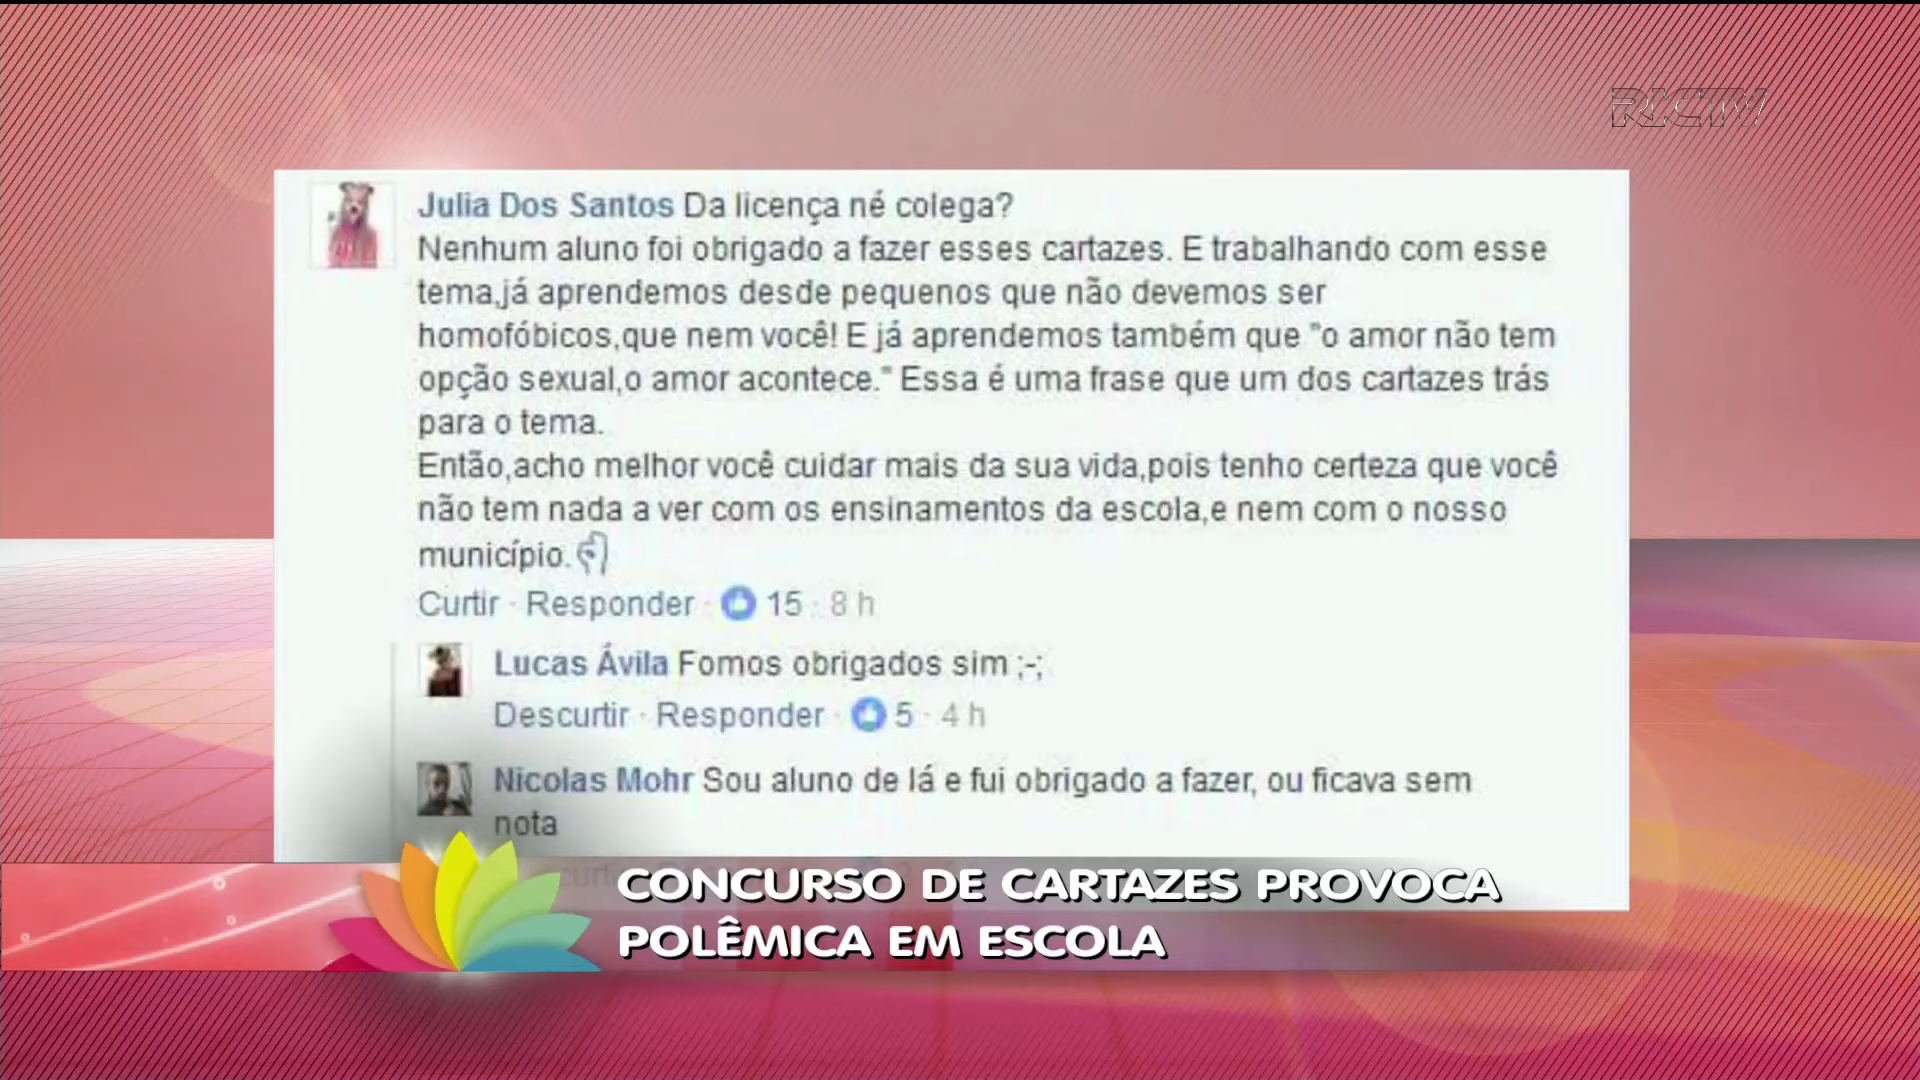 RICTV
Julia Dos Santos Da licença né colega?
Nenhum aluno foi obrigado a fazer esses cartazes. E trabalhando com esse
tema,já aprendemos desde pequenos que não devemos ser
homofóbicos,que nem você! E já aprendemos também que "o amor não tem
opção sexual,o amor acontece." Essa é uma frase que um dos cartazes trás
para o tema.
Então,acho melhor você cuidar mais da sua vida,pois tenho certeza que você
não tem nada a ver com os ensinamentos da escola,e nem com o nosso
município.
Curtir · Responder · 15 · 8 h
Lucas Ávila Fomos obrigados sim ;-;
Descurtir · Responder · 5 · 4 h
Nicolas Mohr Sou aluno de lá e fui obrigado a fazer, ou ficava sem
nota
CONCURSO DE CARTAZES PROVOCA
POLÊMICA EM ESCOLA